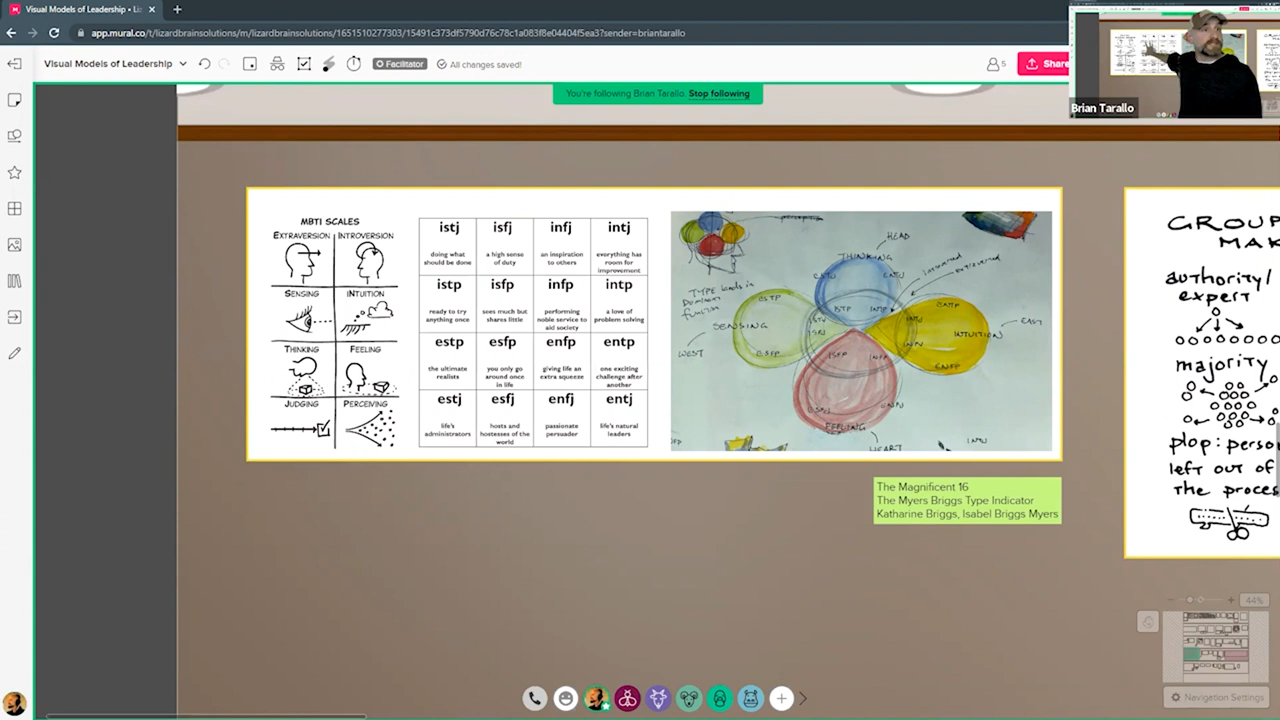 Visual Models of Leadership • Li
app.mural.co/t/lizardbrainsolutions/m/lizardbrainsolutions/
sender=briantarallo
Visual Models of Leadership
Facilitator
All changes saved!
5
Share
You're following Brian Tarallo. Stop following
Brian Tarallo
MBTI SCALES
EXTRAVERSION INTROVERSION
SENSING INTUITION
THINKING FEELING
JUDGING PERCEIVING
istj isfj infj intj
doing what should be done
a high sense of duty
an inspiration to others
everything has room for improvement
istp isfp infp intp
ready to try anything once
sees much but shares little
performing noble service to aid society
a love of problem solving
estp esfp enfp entp
the ultimate realists
you only go around once in life
giving life an extra squeeze
one exciting challenge after another
estj esfj enfj entj
life's administrators
hosts and hostesses of the world
passionate persuader
life's natural leaders
HEAD
THINKING
TYPE leads in
Dominant
function
SENSING
WEST
INTUITION
EAST
FEELING
HEART
The Magnificent 16
The Myers Briggs Type Indicator
Katharine Briggs, Isabel Briggs Myers
GROUP
MAK
authority/
expert
majority
plop: perso
left out of
The proces
44%
Navigation Settings